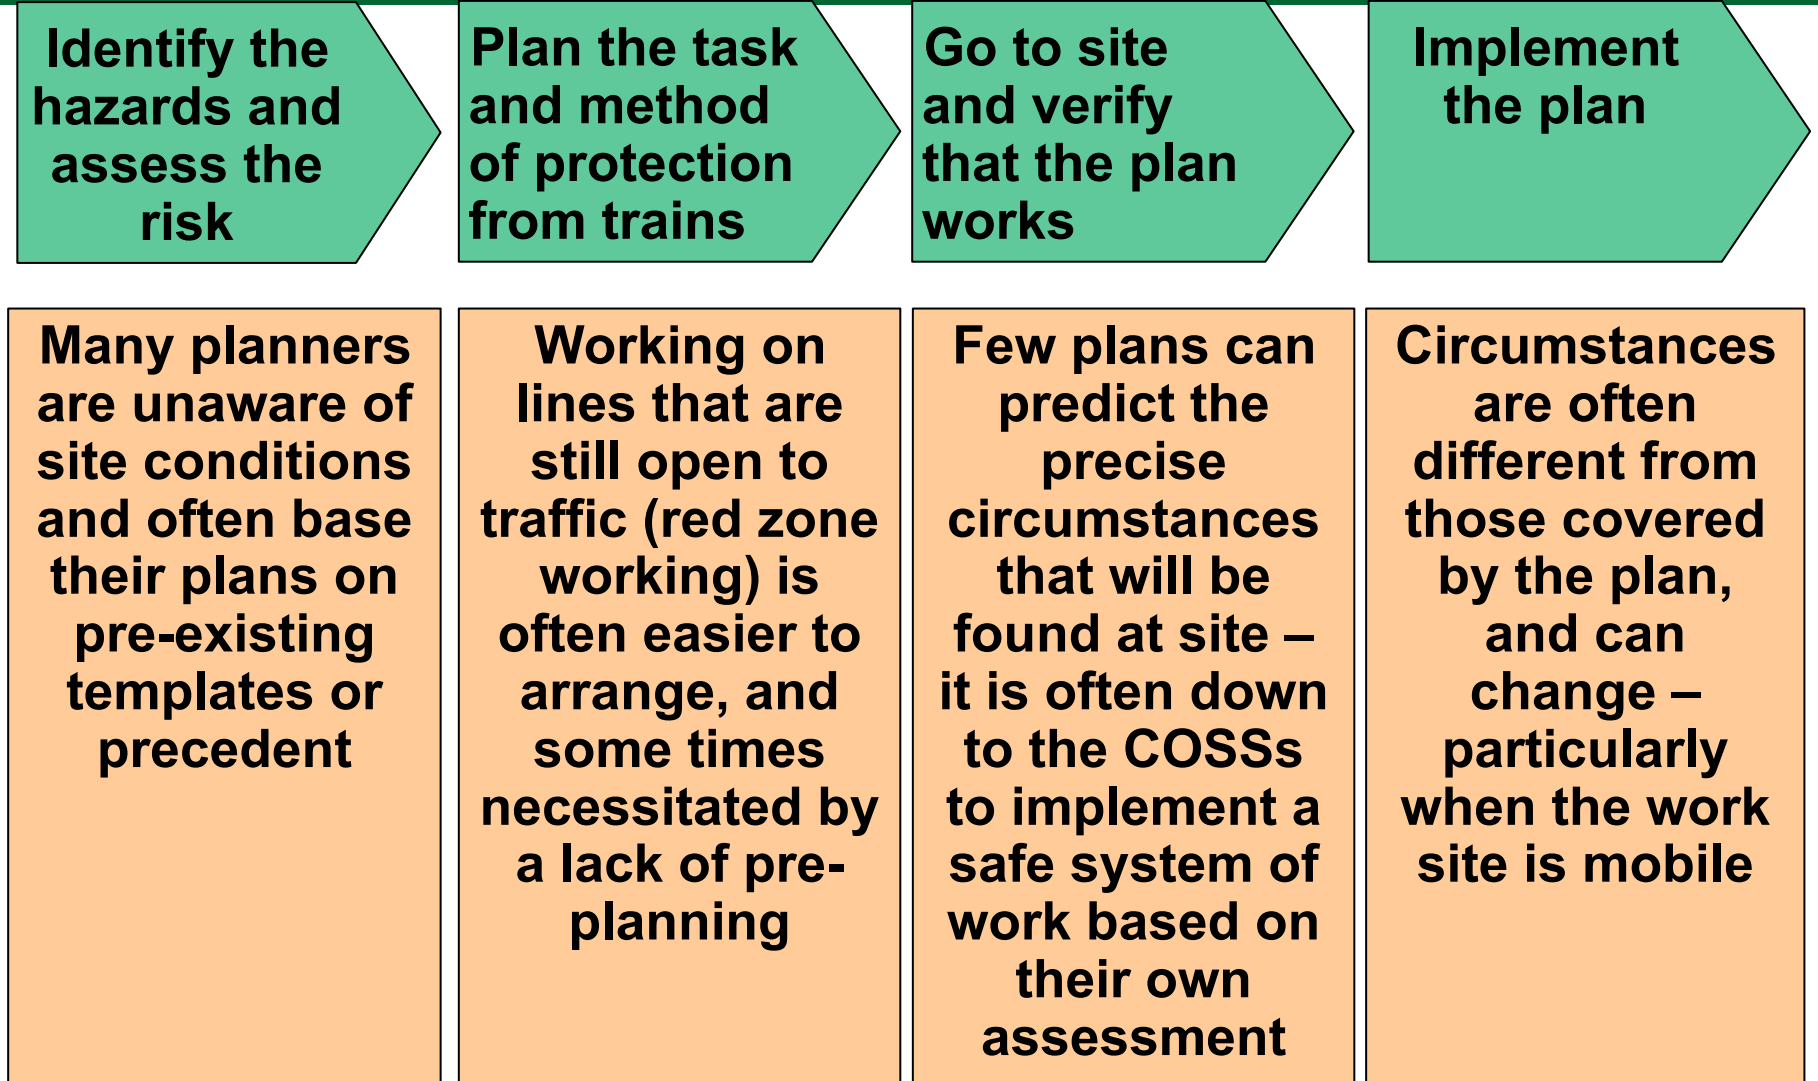 Identify the
hazards and
assess the
risk
Plan the task
and method
of protection
from trains
Go to site
and verify
that the plan
works
Implement
the plan
Many planners
are unaware of
site conditions
and often base
their plans on
pre-existing
templates or
precedent
Working on
lines that are
still open to
traffic (red zone
working) is
often easier to
arrange, and
some times
necessitated by
a lack of pre-
planning
Few plans can
predict the
precise
circumstances
that will be
found at site –
it is often down
to the COSSs
to implement a
safe system of
work based on
their own
assessment
Circumstances
are often
different from
those covered
by the plan,
and can
change –
particularly
when the work
site is mobile